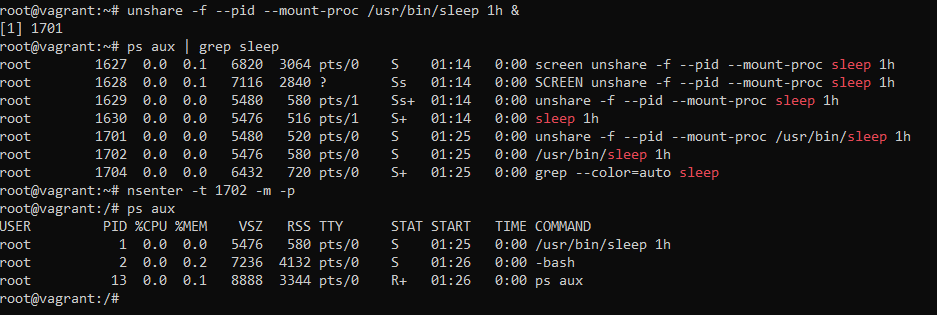 root@vagrant:~# unshare -f --pid --mount-proc /usr/bin/sleep 1h &
[1] 1701
root@vagrant:~# ps aux | grep sleep
root        1627  0.0  0.1   6820  3064 pts/0    S    01:14   0:00 screen unshare -f --pid --mount-proc sleep 1h
root        1628  0.0  0.1   7116  2840 ?        Ss   01:14   0:00 SCREEN unshare -f --pid --mount-proc sleep 1h
root        1629  0.0  0.0   5480   580 pts/1    Ss+  01:14   0:00 unshare -f --pid --mount-proc sleep 1h
root        1630  0.0  0.0   5476   516 pts/1    S+   01:14   0:00 sleep 1h
root        1701  0.0  0.0   5480   520 pts/0    S    01:25   0:00 unshare -f --pid --mount-proc /usr/bin/sleep 1h
root        1702  0.0  0.0   5476   580 pts/0    S    01:25   0:00 /usr/bin/sleep 1h
root        1704  0.0  0.0   6432   720 pts/0    S+   01:25   0:00 grep --color=auto sleep
root@vagrant:~# nsenter -t 1702 -m -p
root@vagrant:/# ps aux
USER         PID %CPU %MEM    VSZ   RSS TTY      STAT START   TIME COMMAND
root           1  0.0  0.0   5476   580 pts/0    S    01:25   0:00 /usr/bin/sleep 1h
root           2  0.0  0.2   7236  4132 pts/0    S    01:26   0:00 -bash
root          13  0.0  0.1   8888  3344 pts/0    R+   01:26   0:00 ps aux
root@vagrant:/#